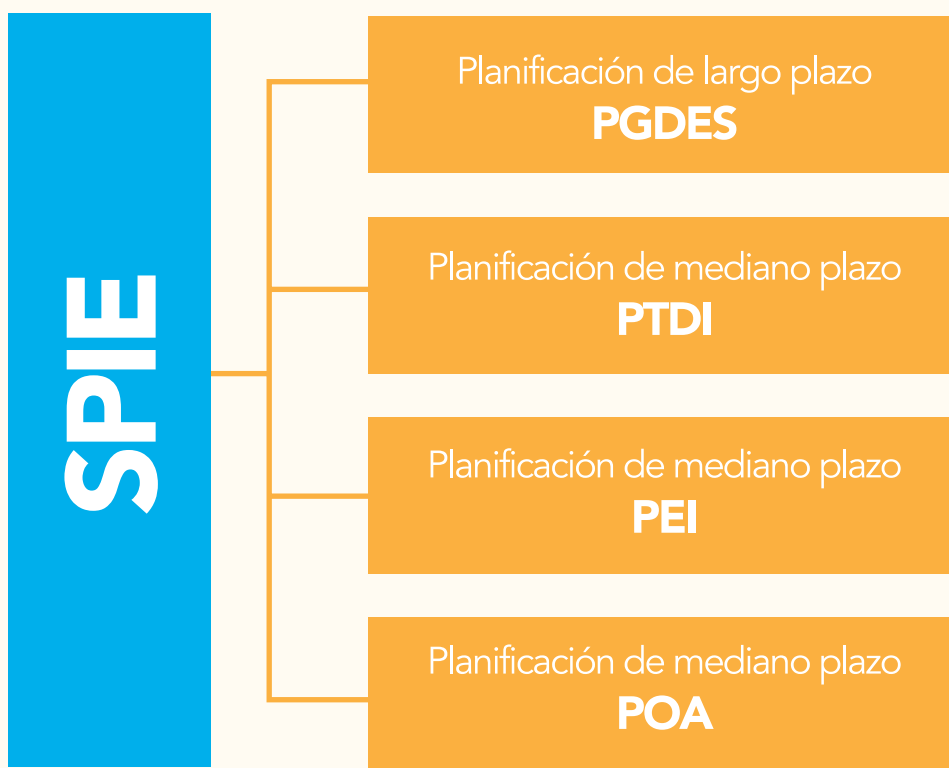 SPIE
Planificación de largo plazo
PGDES
Planificación de mediano plazo
PTDI
Planificación de mediano plazo
PEI
Planificación de mediano plazo
POA